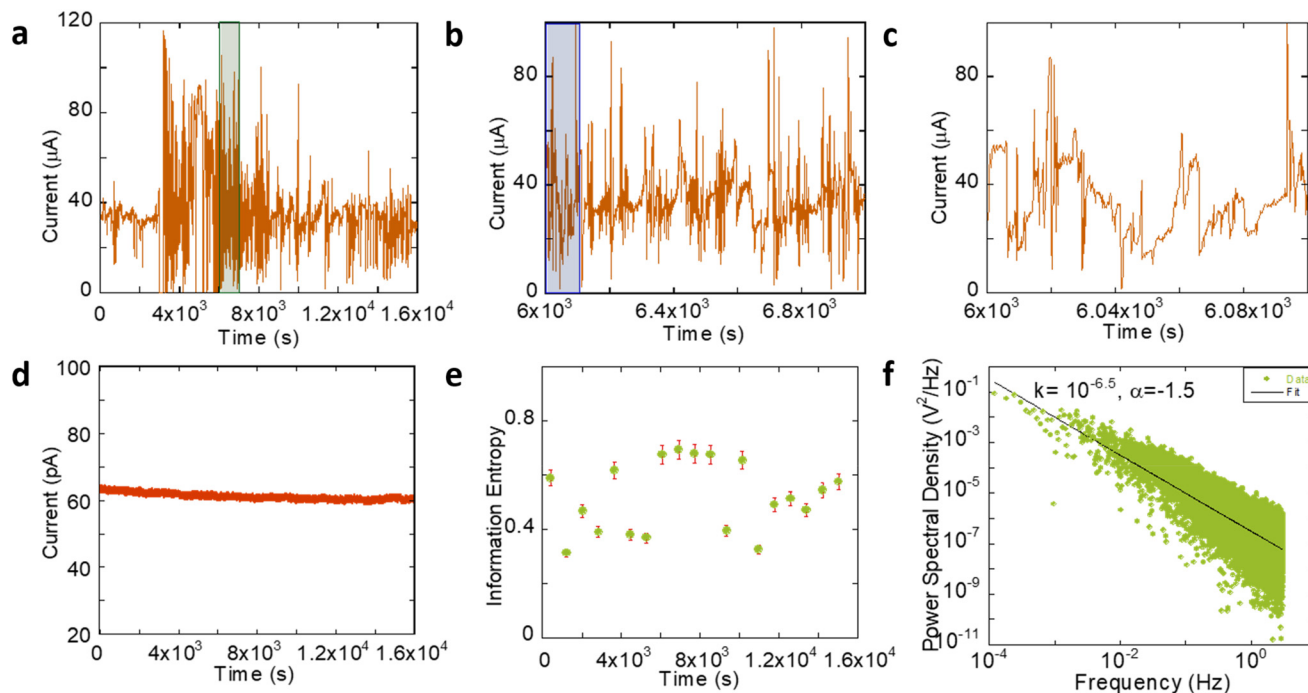 a
120
80
40
0
Current (μA)
0 4x10³ 8x10³ 1.2x10⁴ 1.6x10⁴
Time (s)
b
80
40
0
Current (μA)
6x10³ 6.4x10³ 6.8x10³
Time (s)
c
80
40
0
Current (μA)
6x10³ 6.04x10³ 6.08x10³
Time (s)
d
100
80
60
40
20
Current (pA)
0 4x10³ 8x10³ 1.2x10⁴ 1.6x10⁴
Time (s)
e
0.8
0.4
0
Information Entropy
0 4x10³ 8x10³ 1.2x10⁴ 1.6x10⁴
Time (s)
f
k= 10⁻⁶·⁵, α=-1.5
Data
Fit
10⁻¹
10⁻³
10⁻⁵
10⁻⁷
10⁻⁹
10⁻¹¹
Power Spectral Density (V²/Hz)
10⁻⁴ 10⁻² 10⁰
Frequency (Hz)